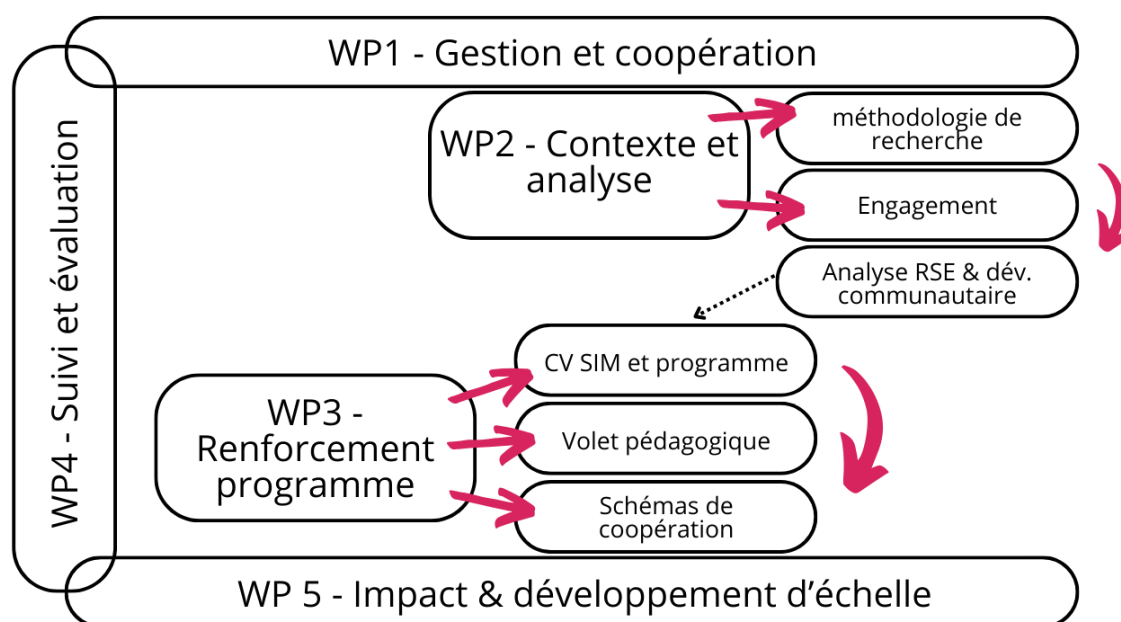 WP1 - Gestion et coopération
WP4 - Suivi et évaluation
WP2 - Contexte et
analyse
méthodologie de
recherche
Engagement
Analyse RSE & dév.
communautaire
WP3 -
Renforcement
programme
CV SIM et programme
Volet pédagogique
Schémas de
coopération
WP 5 - Impact & développement d’échelle